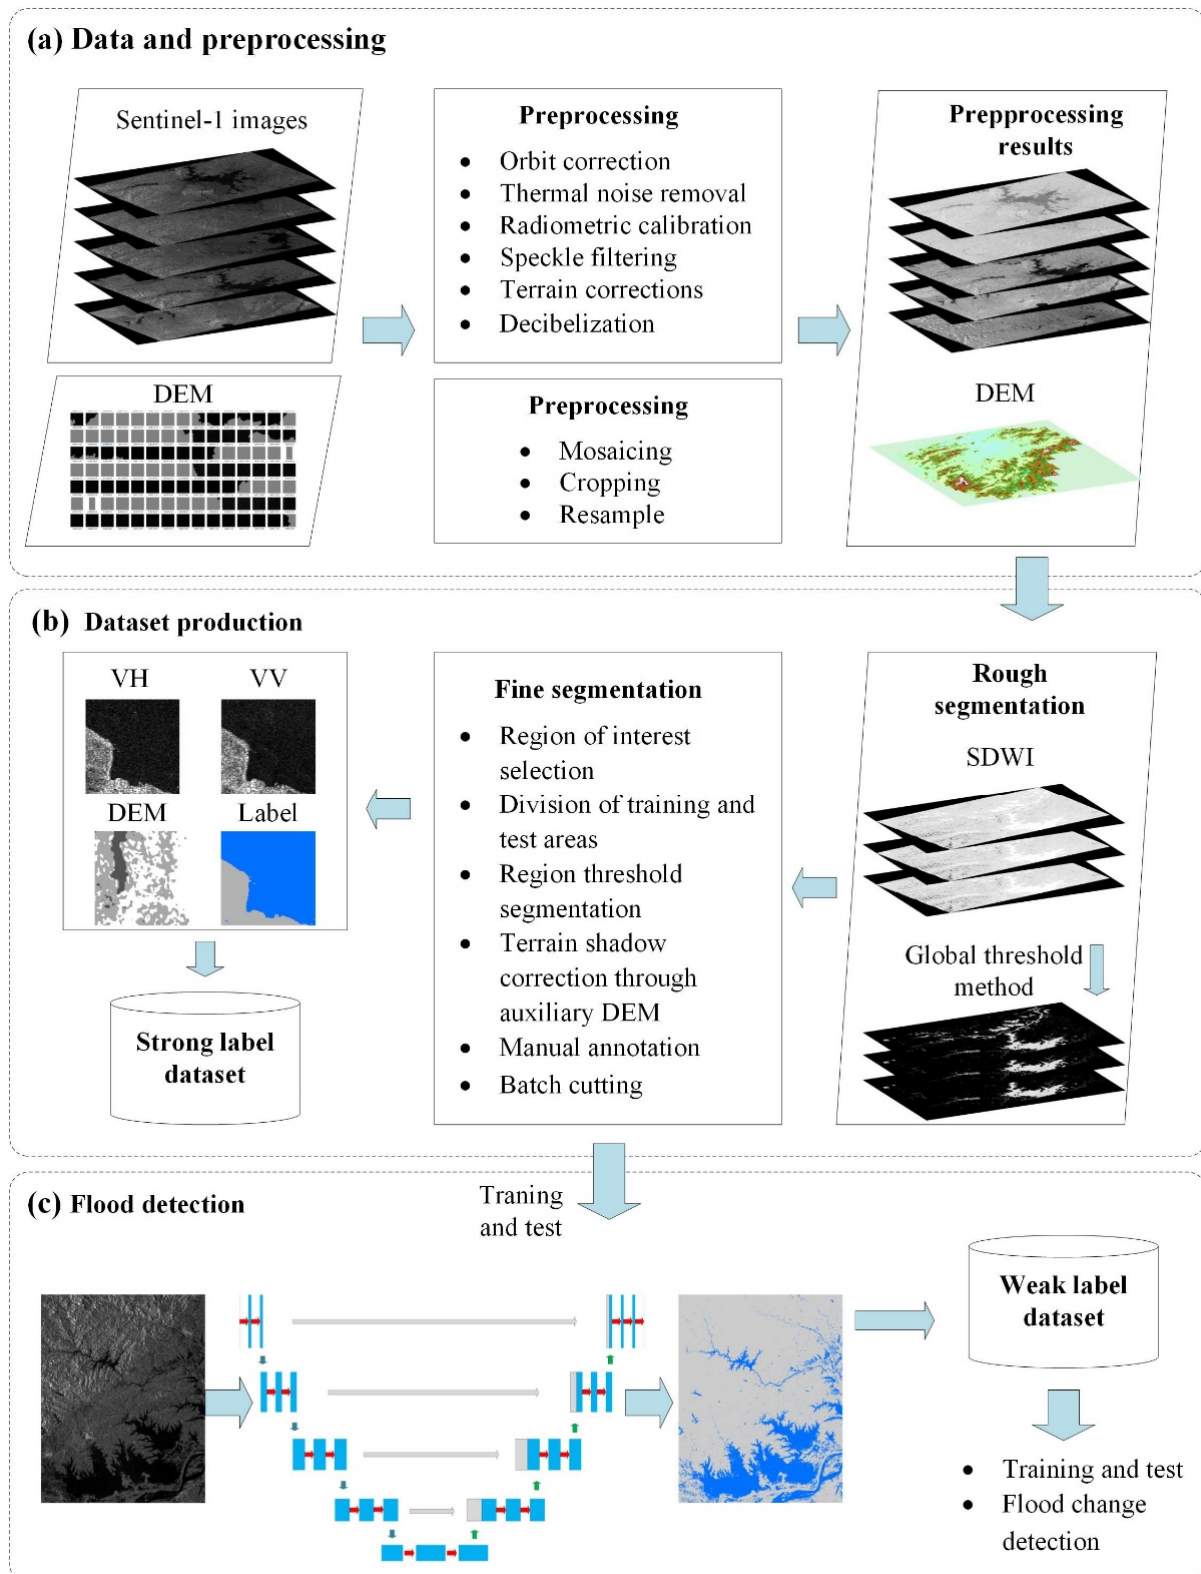 (a) Data and preprocessing
Sentinel-1 images
DEM
Preprocessing
• Orbit correction
• Thermal noise removal
• Radiometric calibration
• Speckle filtering
• Terrain corrections
• Decibelization
Preprocessing
• Mosaicing
• Cropping
• Resample
Prepprocessing
results
DEM
(b) Dataset production
VH
VV
DEM
Label
Strong label
dataset
Fine segmentation
• Region of interest
selection
• Division of training and
test areas
• Region threshold
segmentation
• Terrain shadow
correction through
auxiliary DEM
• Manual annotation
• Batch cutting
Rough
segmentation
SDWI
Global threshold
method
(c) Flood detection
Traning
and test
Weak label
dataset
• Training and test
• Flood change
detection